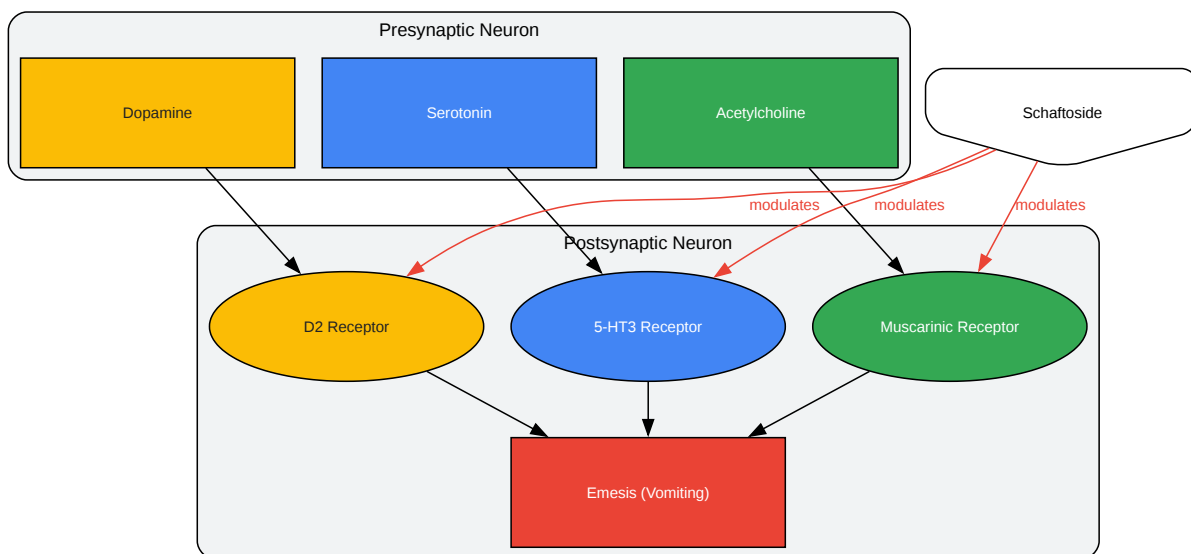 Presynaptic Neuron
Dopamine
Serotonin
Acetylcholine
Schaftoside
modulates
modulates
modulates
Postsynaptic Neuron
D2 Receptor
5-HT3 Receptor
Muscarinic Receptor
Emesis (Vomiting)